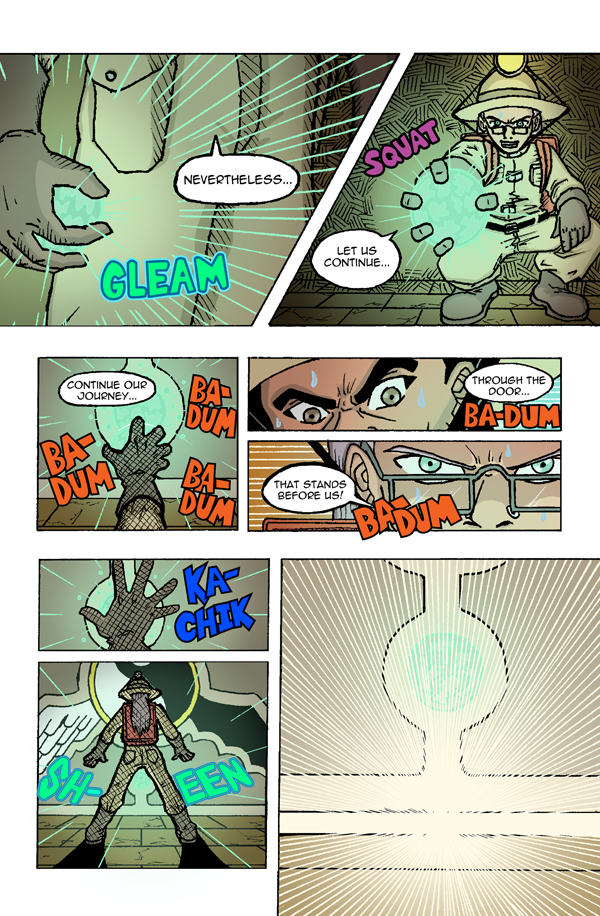 NEVERTHELESS...
GLEAM
SQUAT
LET US
CONTINUE...
CONTINUE OUR
JOURNEY...
BA-
DUM
BA-
DUM
BA-
DUM
THROUGH THE
DOOR...
BA-DUM
THAT STANDS
BEFORE US!
BA-
DUM
KA-
CHIK
SH-
EEN